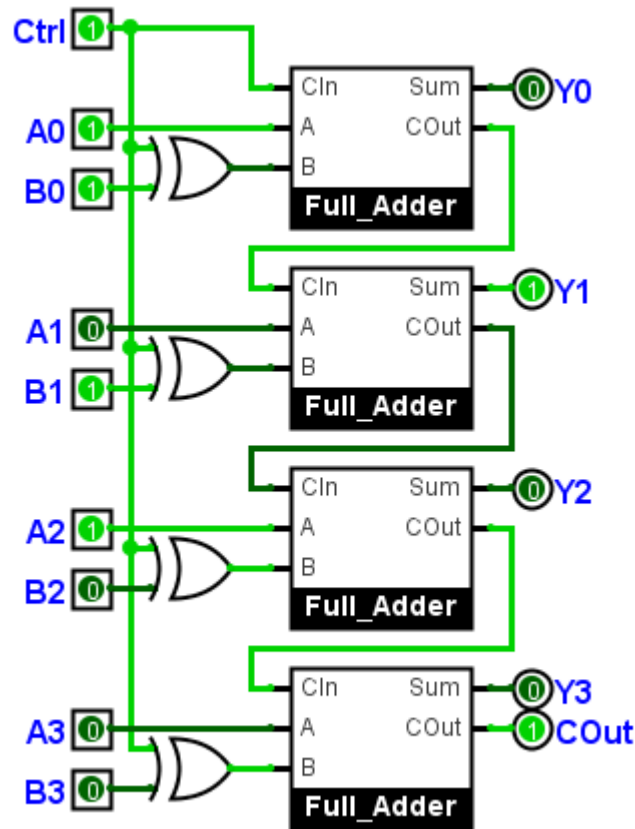 Ctrl 1
CIn Sum 0 Y0
A0 1 A COut
B0 1 B
Full_Adder
CIn Sum 1 Y1
A1 0 A COut
B1 1 B
Full_Adder
CIn Sum 0 Y2
A2 1 A COut
B2 0 B
Full_Adder
CIn Sum 0 Y3
A3 0 A COut 1 COut
B3 0 B
Full_Adder